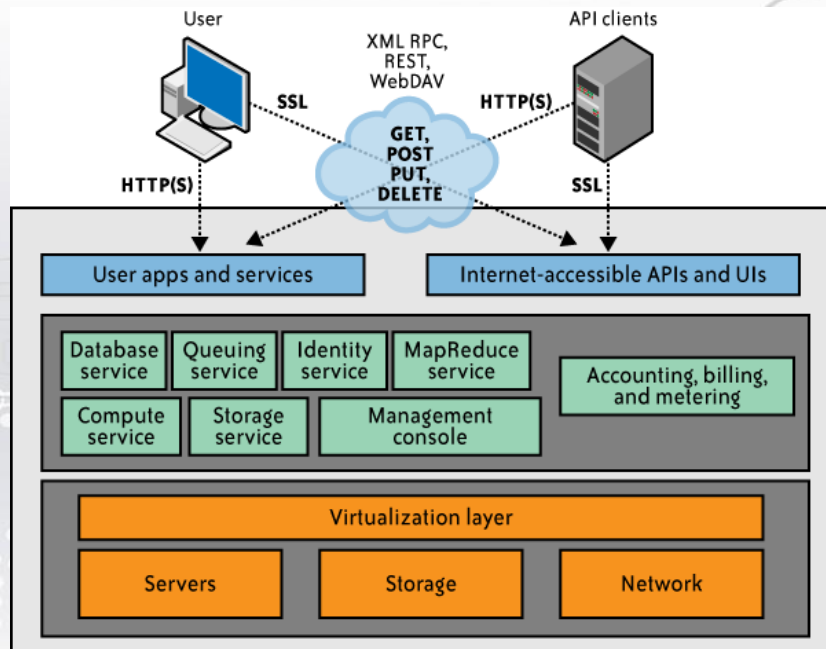 User
API clients
XML RPC,
REST,
WebDAV
SSL
HTTP(S)
GET,
POST
PUT,
DELETE
HTTP(S)
SSL
User apps and services
Internet-accessible APIs and UIs
Database
service
Queuing
service
Identity
service
MapReduce
service
Accounting, billing,
and metering
Compute
service
Storage
service
Management
console
Virtualization layer
Servers
Storage
Network